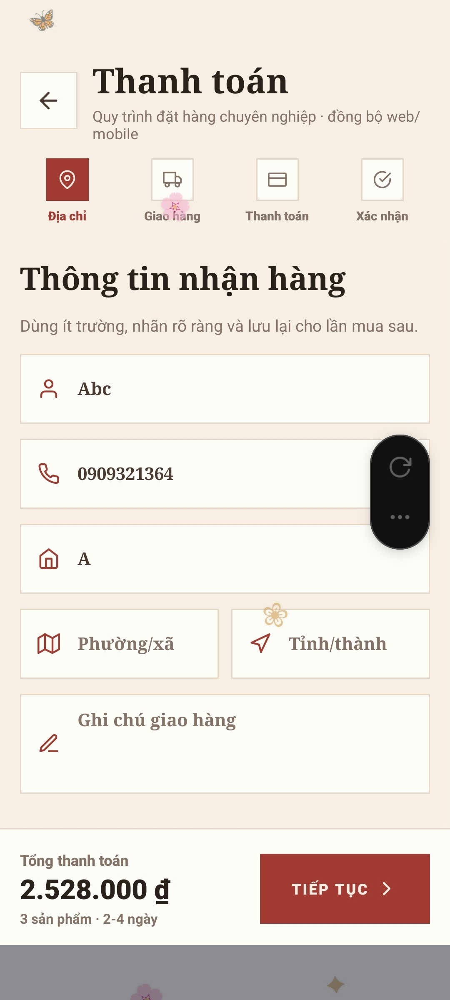 Thanh toán
Quy trình đặt hàng chuyên nghiệp · đồng bộ web/
mobile
Địa chỉ
Giao hàng
Thanh toán
Xác nhận
Thông tin nhận hàng
Dùng ít trường, nhãn rõ ràng và lưu lại cho lần mua sau.
Abc
0909321364
A
Phường/xã
Tỉnh/thành
Ghi chú giao hàng
Tổng thanh toán
2.528.000 ₫
3 sản phẩm · 2-4 ngày
TIẾP TỤC